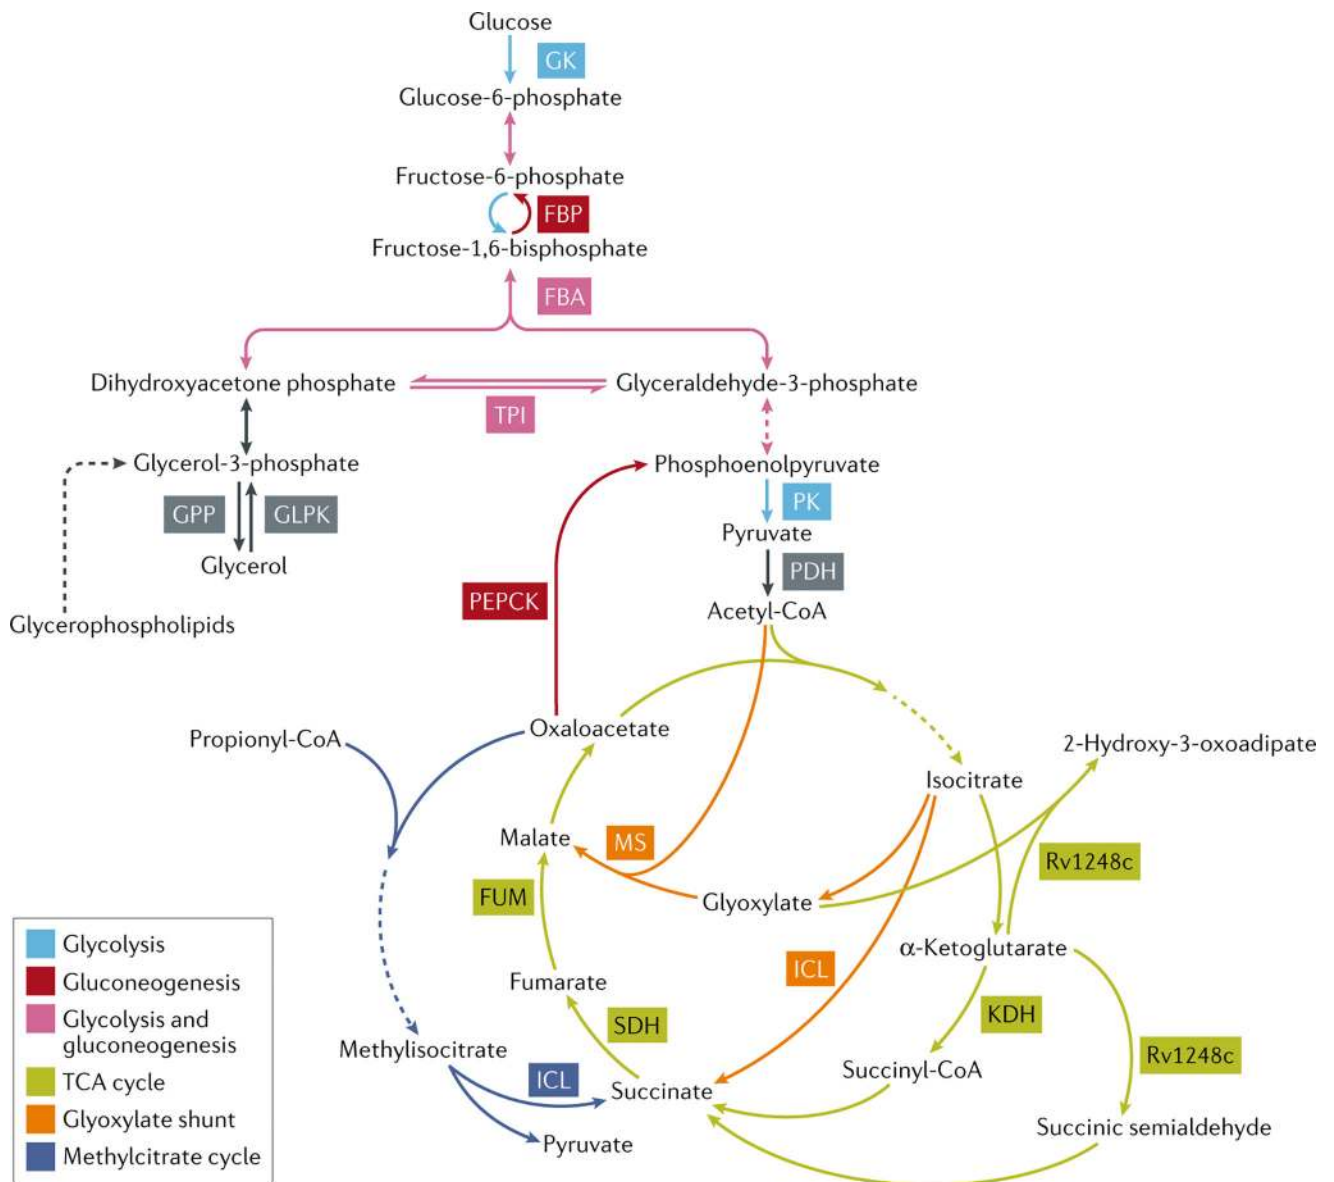 Glucose
GK
Glucose-6-phosphate
Fructose-6-phosphate
FBP
Fructose-1,6-bisphosphate
FBA
Dihydroxyacetone phosphate
Glyceraldehyde-3-phosphate
TPI
Glycerol-3-phosphate
Phosphoenolpyruvate
GPP
GLPK
PK
Pyruvate
Glycerol
PDH
PEPCK
Acetyl-CoA
Glycerophospholipids
Propionyl-CoA
Oxaloacetate
2-Hydroxy-3-oxoadipate
Isocitrate
Malate
MS
Rv1248c
FUM
Glyoxylate
α-Ketoglutarate
ICL
Fumarate
SDH
KDH
Methylisocitrate
Rv1248c
ICL
Succinate
Succinyl-CoA
Pyruvate
Succinic semialdehyde
Glycolysis
Gluconeogenesis
Glycolysis and
gluconeogenesis
TCA cycle
Glyoxylate shunt
Methylcitrate cycle